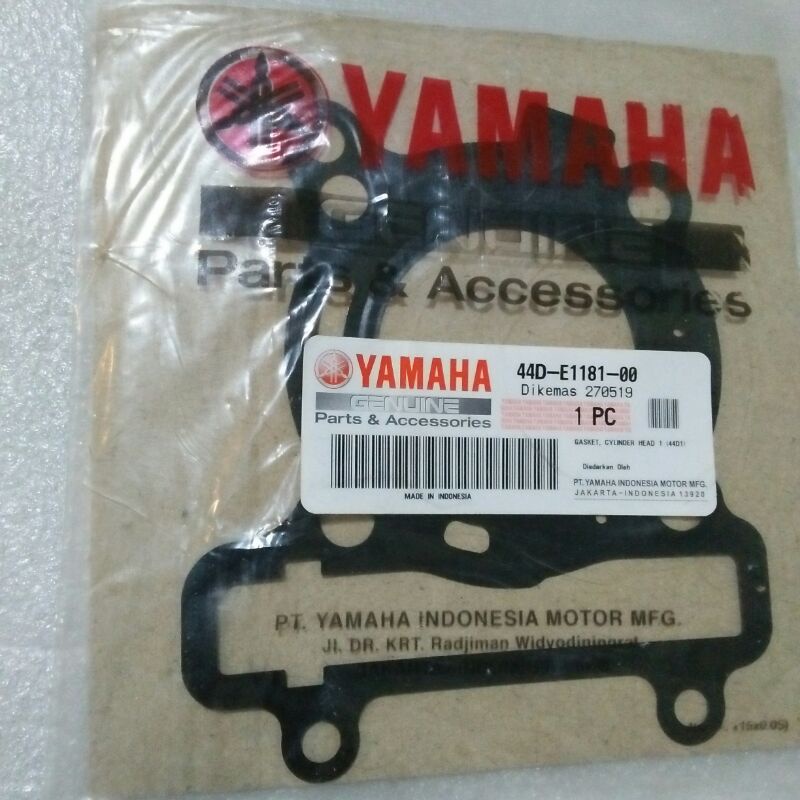 YAMAHA
GENUINE
Parts & Accessories
YAMAHA
GENUINE
Parts & Accessories
MADE IN INDONESIA
44D-E1181-00
Dikemas 270519
1 PC
GASKET, CYLINDER HEAD 1 (44D1)
Diedarkan Oleh
PT. YAMAHA INDONESIA MOTOR MFG.
JAKARTA-INDONESIA 13920
PT. YAMAHA INDONESIA MOTOR MFG.
Jl. DR. KRT. Radjiman Widyodiningrat